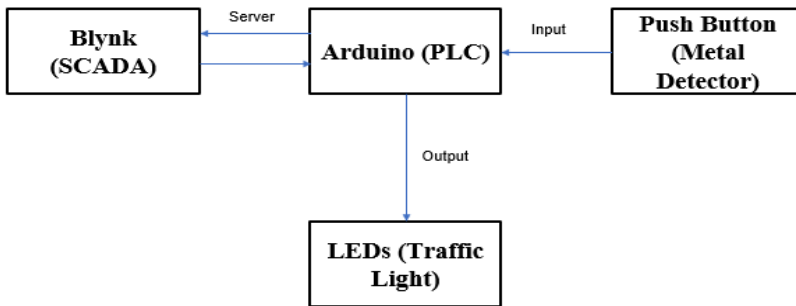 Blynk
(SCADA)
Server
Arduino (PLC)
Input
Push Button
(Metal
Detector)
Output
LEDs (Traffic
Light)